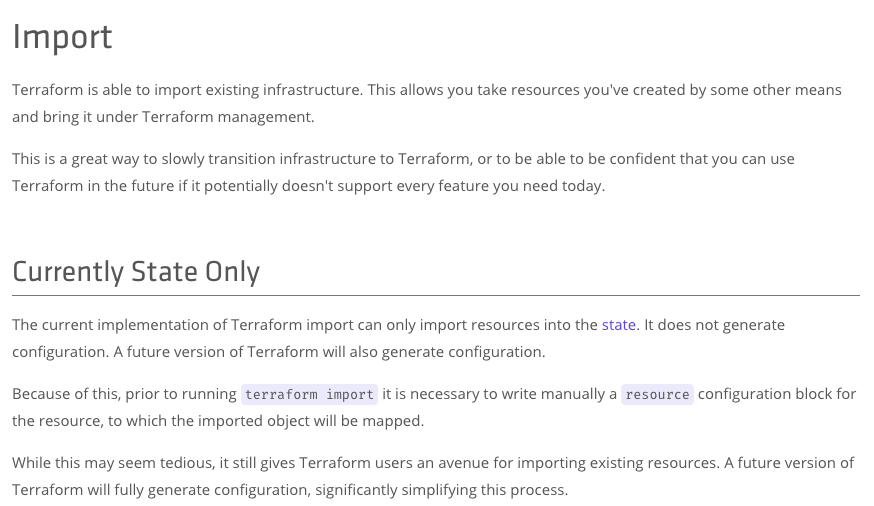 Import
Terraform is able to import existing infrastructure. This allows you take resources you've created by some other means
and bring it under Terraform management.
This is a great way to slowly transition infrastructure to Terraform, or to be able to be confident that you can use
Terraform in the future if it potentially doesn't support every feature you need today.
Currently State Only
The current implementation of Terraform import can only import resources into the state. It does not generate
configuration. A future version of Terraform will also generate configuration.
Because of this, prior to running terraform import it is necessary to write manually a resource configuration block for
the resource, to which the imported object will be mapped.
While this may seem tedious, it still gives Terraform users an avenue for importing existing resources. A future version of
Terraform will fully generate configuration, significantly simplifying this process.